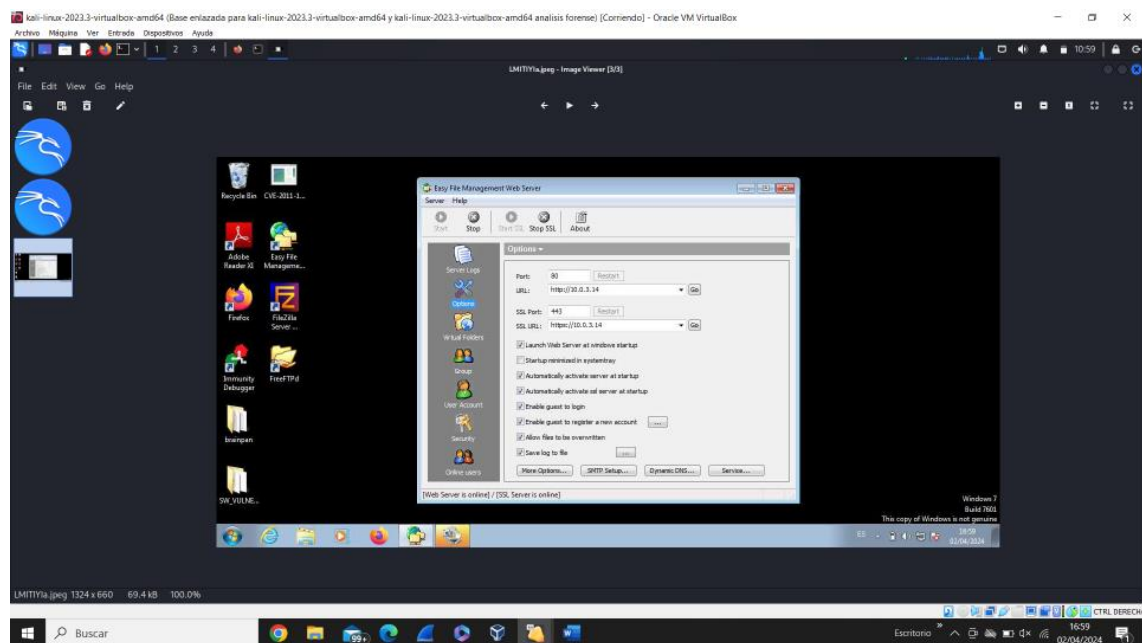 kali-linux-2023.3-virtualbox-amd64 (Base enlazada para kali-linux-2023.3-virtualbox-amd64 y kali-linux-2023.3-virtualbox-amd64 analisis forense) [Corriendo] - Oracle VM VirtualBox
Archivo Máquina Ver Entrada Dispositivos Ayuda
1 2 3 4
10:59
LMITIYIa.jpeg - Image Viewer [3/3]
File Edit View Go Help
Recycle Bin CVE-2011-1...
Adobe Reader XI
Easy File Manageme...
Firefox
FileZilla Server ...
Immunity Debugger
FreeFTPd
brainpan
SW_VULNE...
Easy File Management Web Server
Server Help
Start Stop Start SSL Stop SSL About
Server Logs
Options
Virtual Folders
Group
User Account
Security
Online users
Options
Port: 80 Restart
URL: http://10.0.3.14 Go
SSL Port: 443 Restart
SSL URL: https://10.0.3.14 Go
Launch Web Server at windows startup
Startup minimized in systemtray
Automatically activate server at startup
Automatically activate ssl server at startup
Enable guest to login
Enable guest to register a new account ...
Allow files to be overwritten
Save log to file ...
More Options... SMTP Setup... Dynamic DNS... Service...
[Web Server is online] / [SSL Server is online]
Windows 7
Build 7601
This copy of Windows is not genuine
ES
16:59
02/04/2024
LMITIYIa.jpeg 1324 x 660 69.4 kB 100.0%
CTRL DERECH
Buscar
99+
Escritorio
16:59
02/04/2024